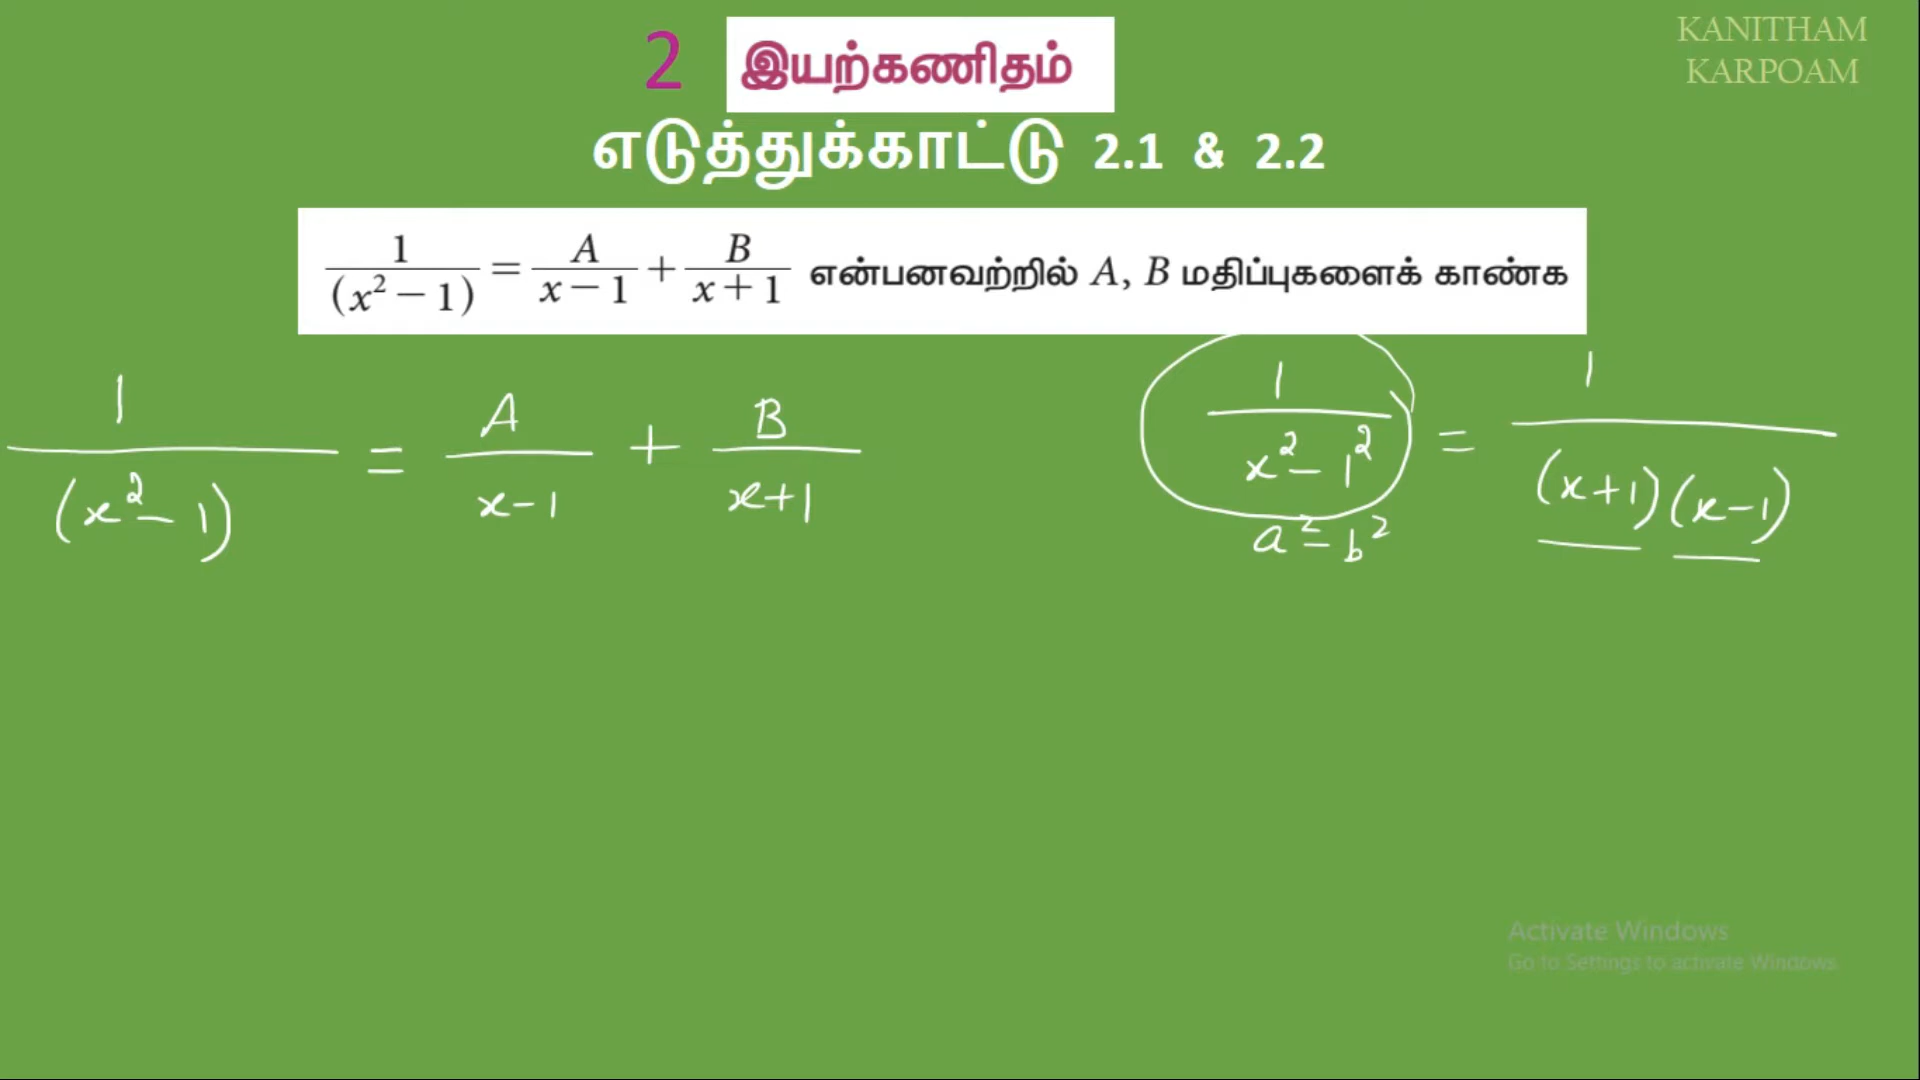 KANITHAM
KARPOAM
2 இயற்கணிதம்
எடுத்துக்காட்டு 2.1 & 2.2
1/(x² − 1) = A/x − 1 + B/x + 1 என்பனவற்றில் A, B மதிப்புகளைக் காண்க
1/(x² − 1) = A/x−1 + B/x+1
1/x² − 1² = 1/(x+1)(x−1)
a² − b²
Activate Windows
Go to Settings to activate Windows